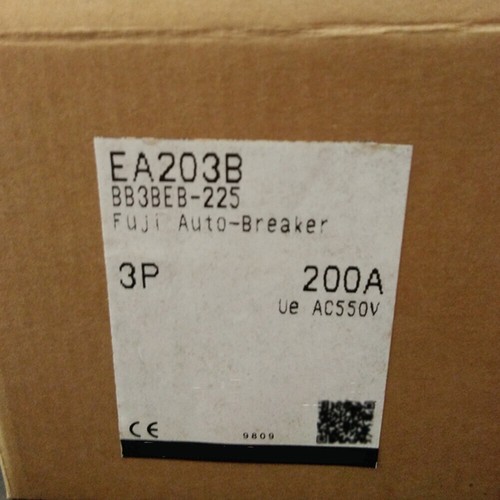 EA203B
BB3BEB-225
Fuji Auto-Breaker
3P 200A
Ue AC550V
CE 9809